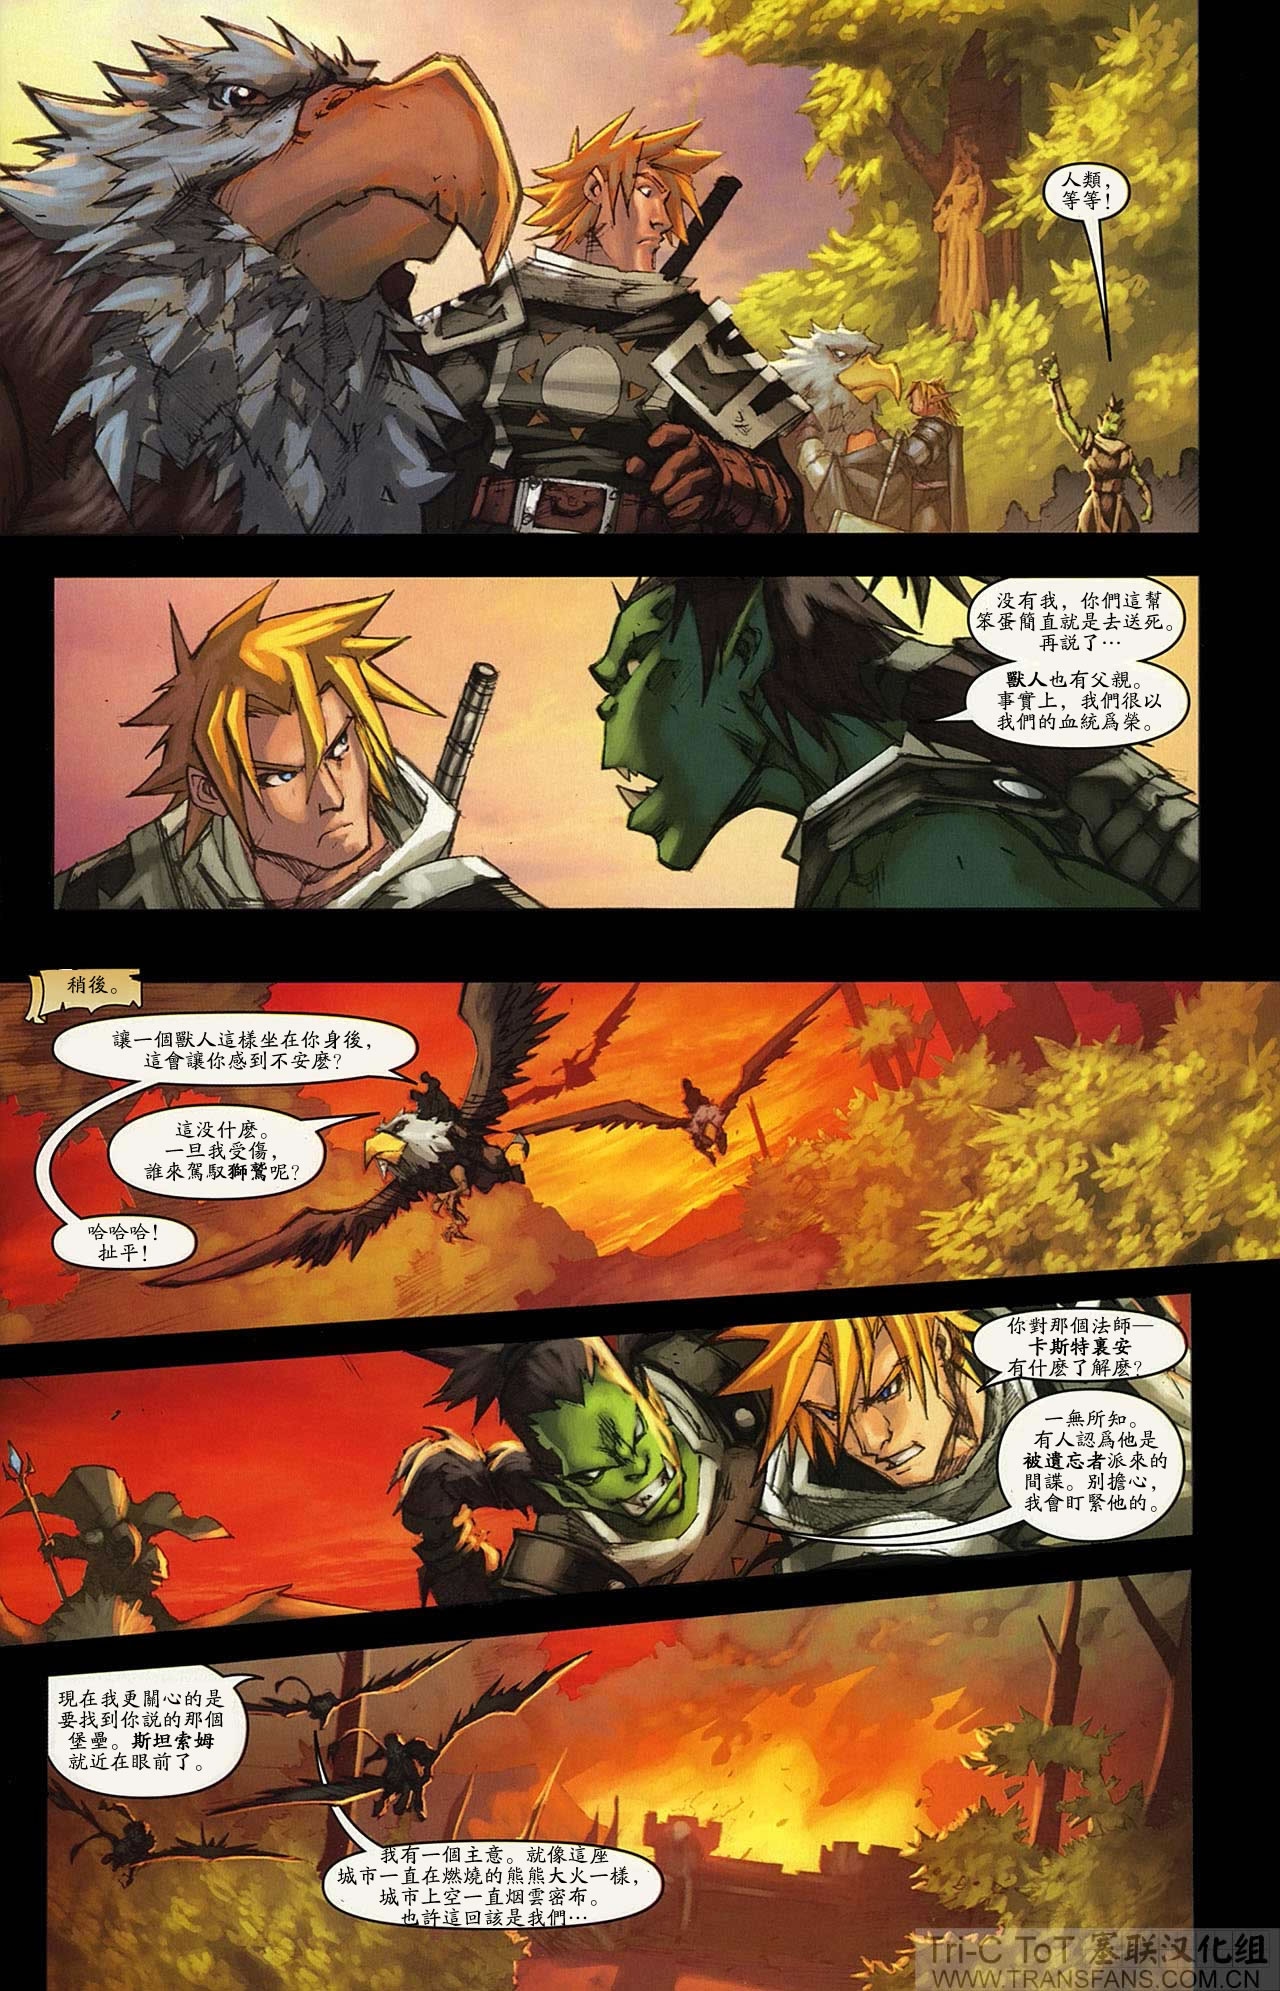 人類，
等等！
没有我，你們這幫
笨蛋簡直就是去送死。
再説了…
獸人也有父親。
事實上，我們很以
我們的血統爲榮。
稍後。
讓一個獸人這樣坐在你身後，
這會讓你感到不安麽？
這没什麽。
一旦我受傷，
誰來駕馭獅鷲呢？
哈哈哈！
扯平！
你對那個法師—
卡斯特裏安
有什麽了解麽？
一無所知。
有人認爲他是
被遺忘者派來的
間諜。别擔心，
我會盯緊他的。
現在我更關心的是
要找到你説的那個
堡壘。斯坦索姆
就近在眼前了。
我有一個主意。就像這座
城市一直在燃燒的熊熊大火一樣，
城市上空一直烟雲密布。
也許這回該是我們…
Tri-C ToT 塞联汉化组
WWW.TRANSFANS.COM.CN